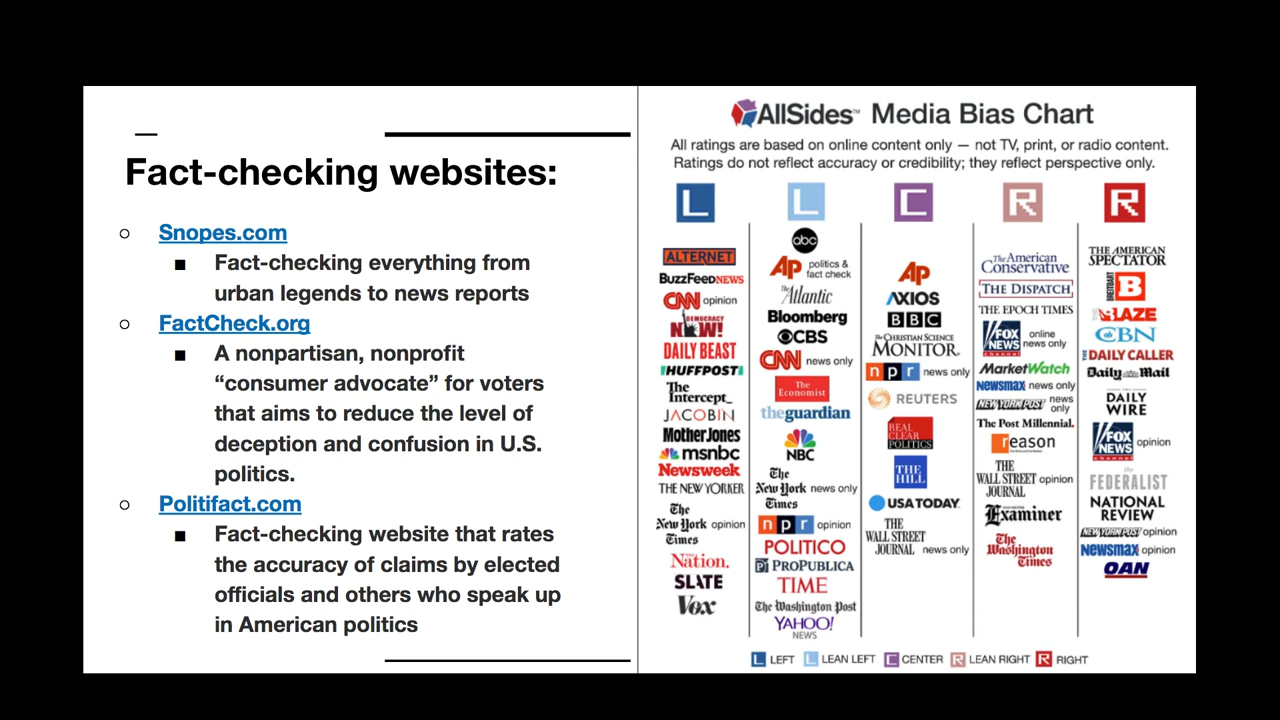 Fact-checking websites:
Snopes.com
Fact-checking everything from
urban legends to news reports
FactCheck.org
A nonpartisan, nonprofit
“consumer advocate” for voters
that aims to reduce the level of
deception and confusion in U.S.
politics.
Politifact.com
Fact-checking website that rates
the accuracy of claims by elected
officials and others who speak up
in American politics
AllSides™ Media Bias Chart
All ratings are based on online content only — not TV, print, or radio content.
Ratings do not reflect accuracy or credibility; they reflect perspective only.
L
ALTERNET
BuzzFeed NEWS
CNN opinion
DEMOCRACY
NOW!
DAILY BEAST
HUFFPOST
The
Intercept_
JACOBIN
Mother Jones
msnbc
Newsweek
THE NEW YORKER
The
New York opinion
Times
The Nation.
SLATE
Vox
L
abc
AP politics &
fact check
The Atlantic
Bloomberg
CBS
CNN news only
The
Economist
theguardian
NBC
The
New York news only
Times
npr opinion
POLITICO
PROPUBLICA
TIME
The Washington Post
YAHOO!
NEWS
C
AP
AXIOS
BBC
The CHRISTIAN SCIENCE
MONITOR
npr news only
REUTERS
REAL
CLEAR
POLITICS
THE
HILL
USA TODAY
THE
WALL STREET
JOURNAL news only
R
The American
Conservative
THE DISPATCH
THE EPOCH TIMES
FOX
NEWS
channel
online
news only
MarketWatch
Newsmax news only
NEW YORK POST news
only
The Post Millennial.
reason
THE
WALL STREET opinion
JOURNAL
Examiner
The
Washington
Times
R
THE AMERICAN
SPECTATOR
BREITBART
B
BLAZE
CBN
THE DAILY CALLER
Daily Mail
THE
DAILY
WIRE
FOX
NEWS opinion
channel
the
FEDERALIST
NATIONAL
REVIEW
NEW YORK POST opinion
Newsmax opinion
OAN
L LEFT L LEAN LEFT C CENTER R LEAN RIGHT R RIGHT